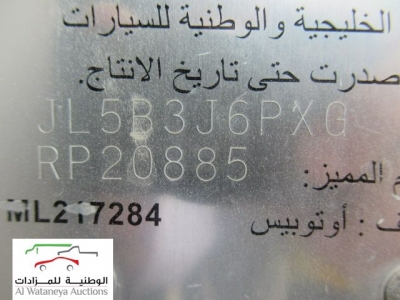 الخليجية والوطنية للسيارات
صدرت حتى تاريخ الانتاج.
JL5B3J6PXG
RP20885
المميز:
ML217284
: أوتوبيس
الوطنية للمزادات
Al Wataneya Auctions